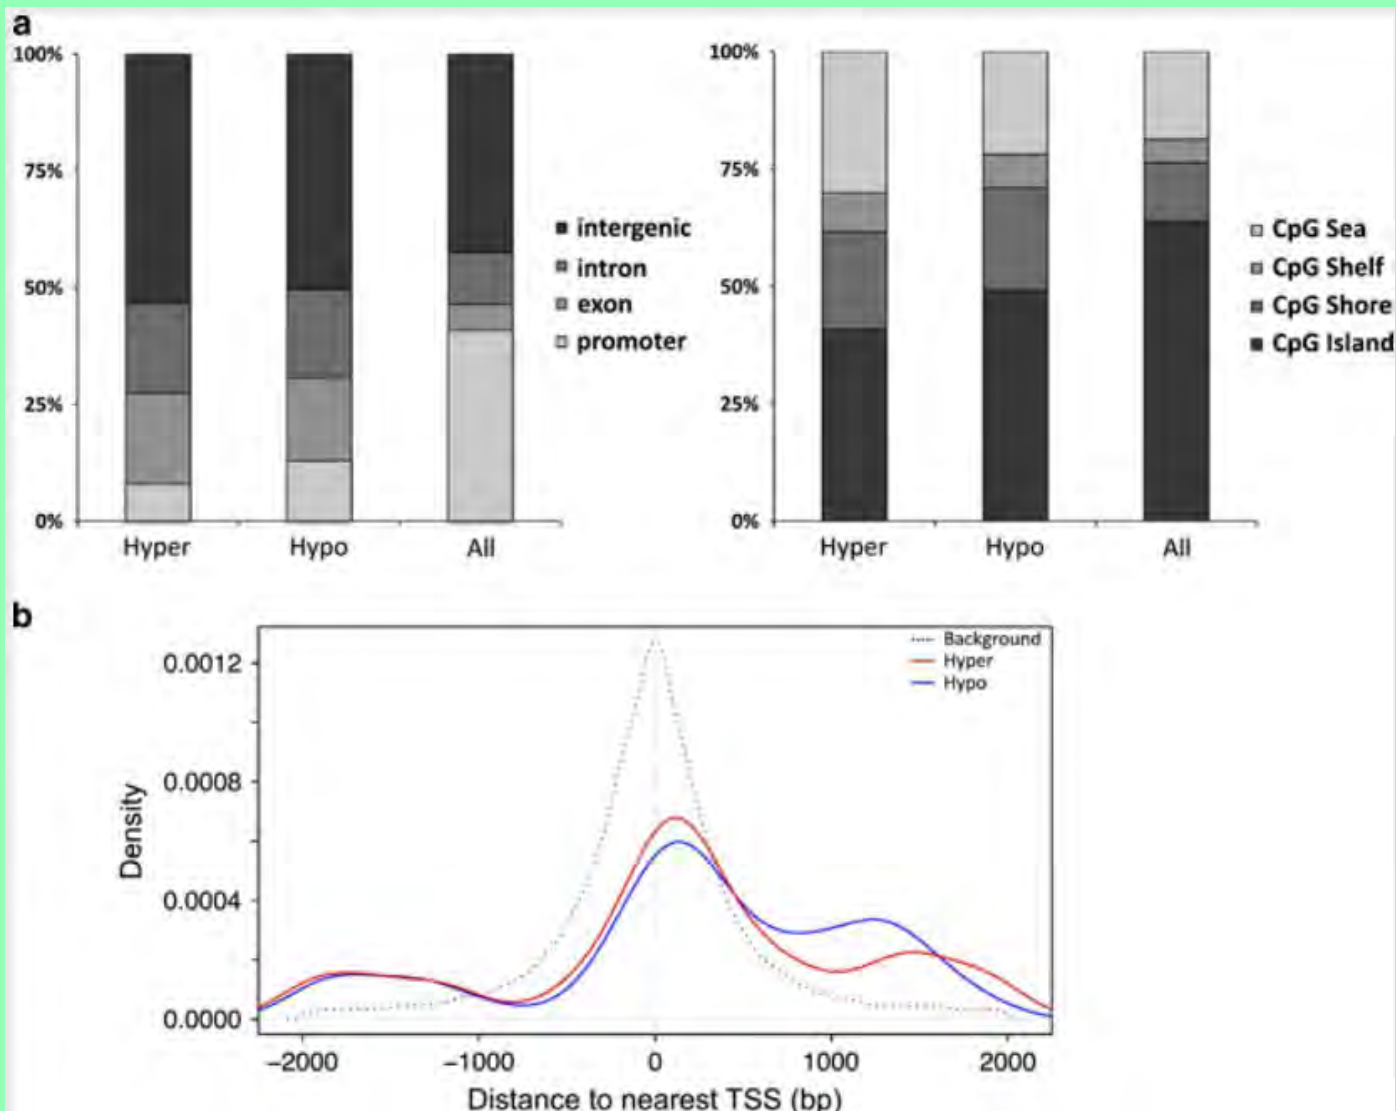 a
100%
75%
50%
25%
0%
Hyper Hypo All
intergenic
intron
exon
promoter
100%
75%
50%
25%
0%
Hyper Hypo All
CpG Sea
CpG Shelf
CpG Shore
CpG Island
b
Density
0.0012
0.0008
0.0004
0.0000
Background
Hyper
Hypo
−2000 −1000 0 1000 2000
Distance to nearest TSS (bp)